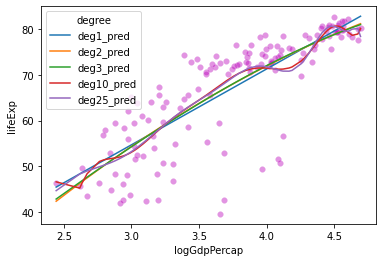 degree
deg1_pred
deg2_pred
deg3_pred
deg10_pred
deg25_pred
lifeExp
80
70
60
50
40
2.5
3.0
3.5
4.0
4.5
logGdpPercap